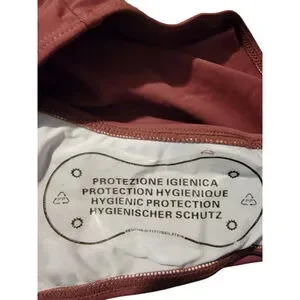 PROTEZIONE IGIENICA
PROTECTION HYGIENIQUE
HYGIENIC PROTECTION
HYGIENISCHER SCHUTZ